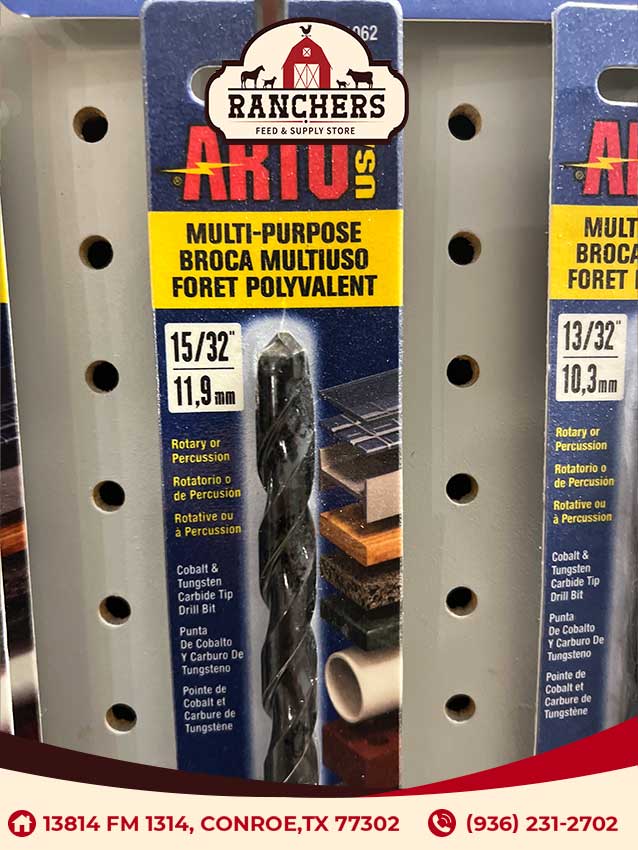 062
RANCHERS
FEED & SUPPLY STORE
ARTU
USA
MULTI-PURPOSE
BROCA MULTIUSO
FORET POLYVALENT
15/32"
11,9mm
Rotary or
Percussion
Rotatorio o
de Percusión
Rotative ou
à Percussion
Cobalt &
Tungsten
Carbide Tip
Drill Bit
Punta
De Cobalto
Y Carburo De
Tungsteno
Pointe de
Cobalt et
Carbure de
Tungstène
A
MULT
BROCA
FORET
13/32"
10,3mm
Rotary or
Percussion
Rotatorio o
de Percusión
Rotative ou
à Percussion
Cobalt &
Tungsten
Carbide Tip
Drill Bit
Punta
De Cobalto
Y Carburo De
Tungsteno
Pointe de
Cobalt et
Carbure de
Tungstène
13814 FM 1314, CONROE,TX 77302
(936) 231-2702